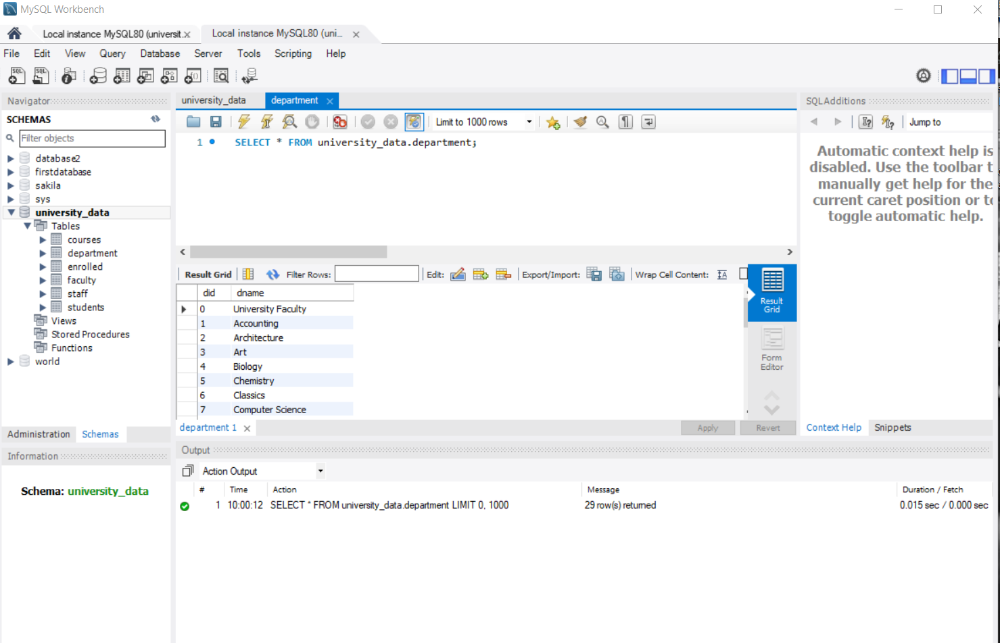 MySQL Workbench
Local instance MySQL80 (universit.
Local instance MySQL80 (uni...
File Edit View Query Database Server Tools Scripting Help
Navigator
SCHEMAS
Filter objects
database2
firstdatabase
sakila
sys
university_data
Tables
courses
department
enrolled
faculty
staff
students
Views
Stored Procedures
Functions
world
Administration Schemas
Information
Schema: university_data
university_data department
Limit to 1000 rows
1 SELECT * FROM university_data.department;
Result Grid Filter Rows: Edit: Export/Import: Wrap Cell Content:
did dname
0 University Faculty
1 Accounting
2 Architecture
3 Art
4 Biology
5 Chemistry
6 Classics
7 Computer Science
Result
Grid
Form
Editor
department 1
Apply Revert
SQLAdditions
Jump to
Automatic context help is
disabled. Use the toolbar t
manually get help for the
current caret position or to
toggle automatic help.
Context Help Snippets
Output
Action Output
# Time Action Message Duration / Fetch
1 10:00:12 SELECT * FROM university_data.department LIMIT 0, 1000 29 row(s) returned 0.015 sec / 0.000 sec